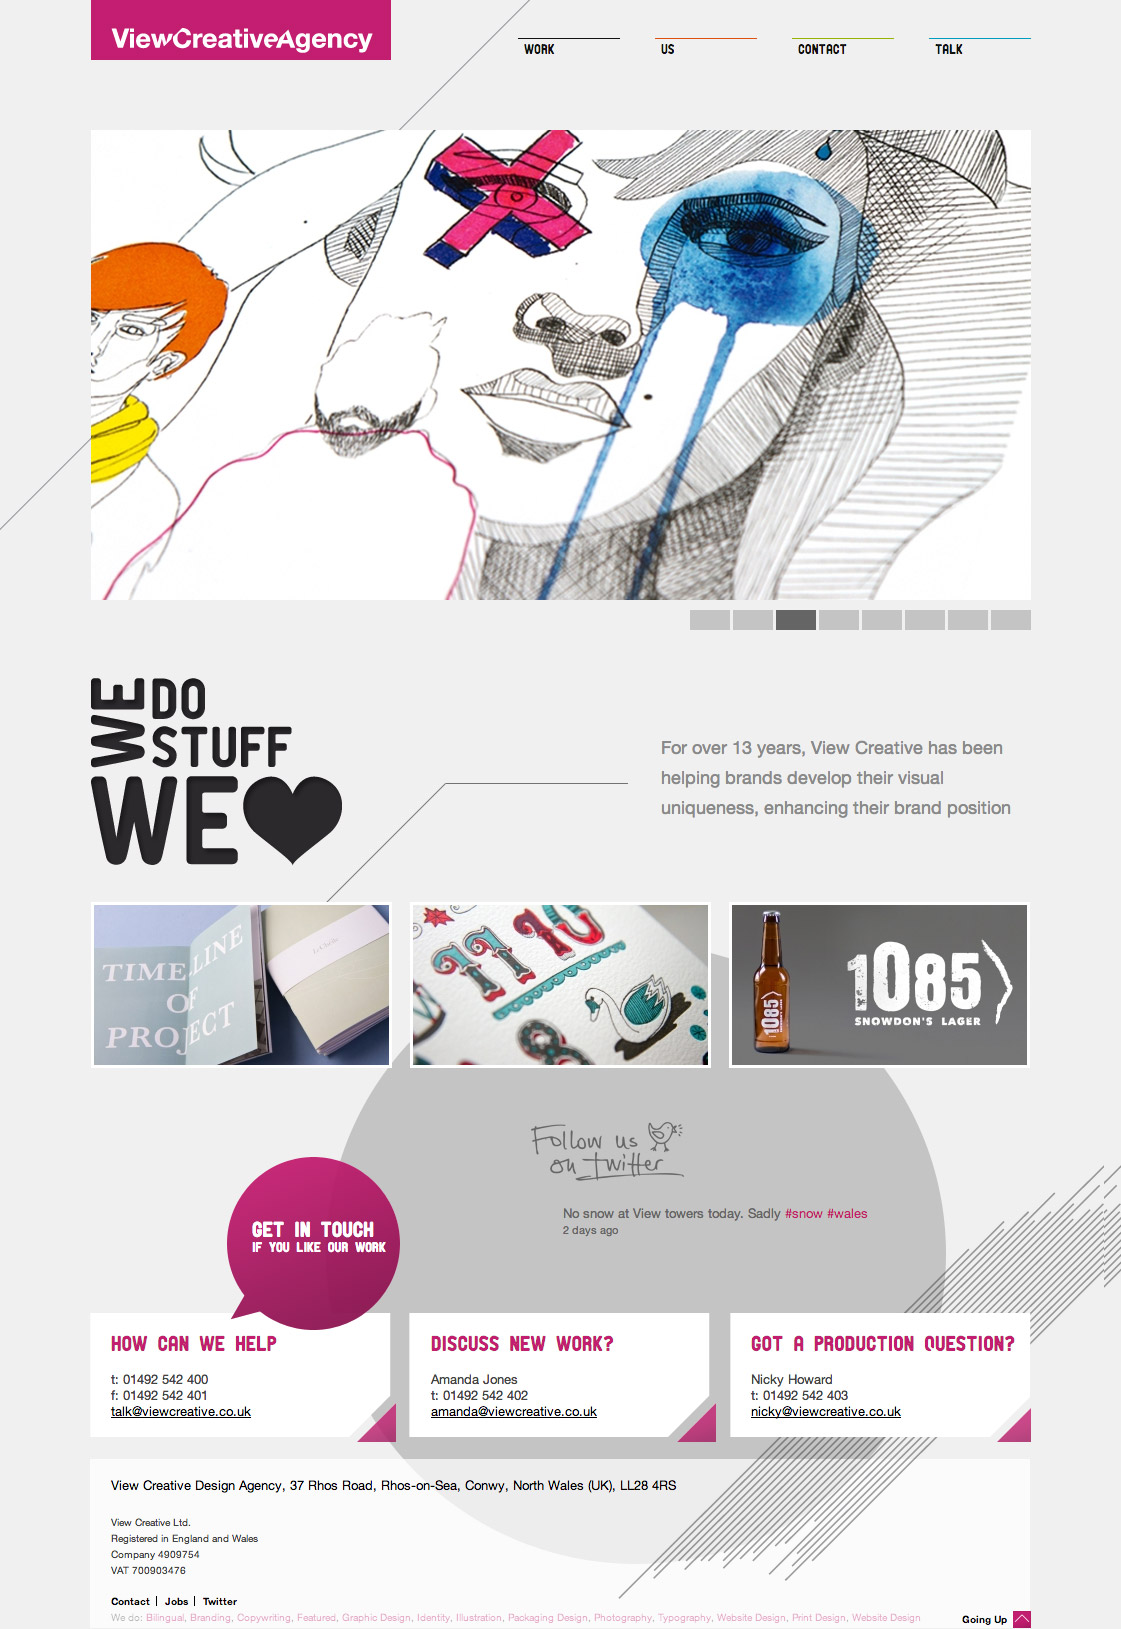 ViewCreativeAgency
WORK
US
CONTACT
TALK
WE DO
STUFF
WE
For over 13 years, View Creative has been
helping brands develop their visual
uniqueness, enhancing their brand position
TIMELINE
OF
PROJECT
11 12
8
1085
1085
SNOWDON'S LAGER
Follow us
on twitter
No snow at View towers today. Sadly #snow #wales
2 days ago
GET IN TOUCH
IF YOU LIKE OUR WORK
HOW CAN WE HELP
t: 01492 542 400
f: 01492 542 401
talk@viewcreative.co.uk
DISCUSS NEW WORK?
Amanda Jones
t: 01492 542 402
amanda@viewcreative.co.uk
GOT A PRODUCTION QUESTION?
Nicky Howard
t: 01492 542 403
nicky@viewcreative.co.uk
View Creative Design Agency, 37 Rhos Road, Rhos-on-Sea, Conwy, North Wales (UK), LL28 4RS
View Creative Ltd.
Registered in England and Wales
Company 4909754
VAT 700903476
Contact | Jobs | Twitter
We do: Bilingual, Branding, Copywriting, Featured, Graphic Design, Identity, Illustration, Packaging Design, Photography, Typography, Website Design, Print Design, Website Design
Going Up